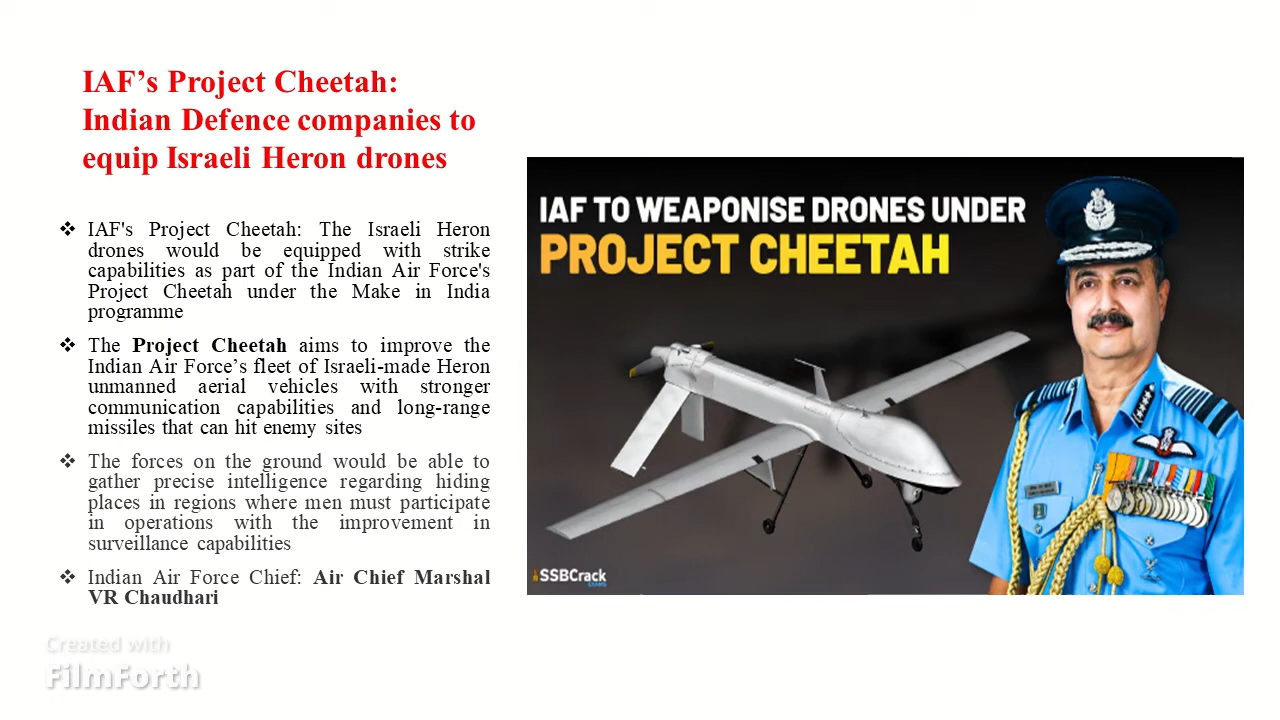 IAF’s Project Cheetah:
Indian Defence companies to
equip Israeli Heron drones
❖ IAF's Project Cheetah: The Israeli Heron
drones would be equipped with strike
capabilities as part of the Indian Air Force's
Project Cheetah under the Make in India
programme
❖ The Project Cheetah aims to improve the
Indian Air Force’s fleet of Israeli-made Heron
unmanned aerial vehicles with stronger
communication capabilities and long-range
missiles that can hit enemy sites
❖ The forces on the ground would be able to
gather precise intelligence regarding hiding
places in regions where men must participate
in operations with the improvement in
surveillance capabilities
❖ Indian Air Force Chief: Air Chief Marshal
VR Chaudhari
IAF TO WEAPONISE DRONES UNDER
PROJECT CHEETAH
SSBCrack
EXAMS
Created with
FilmForth